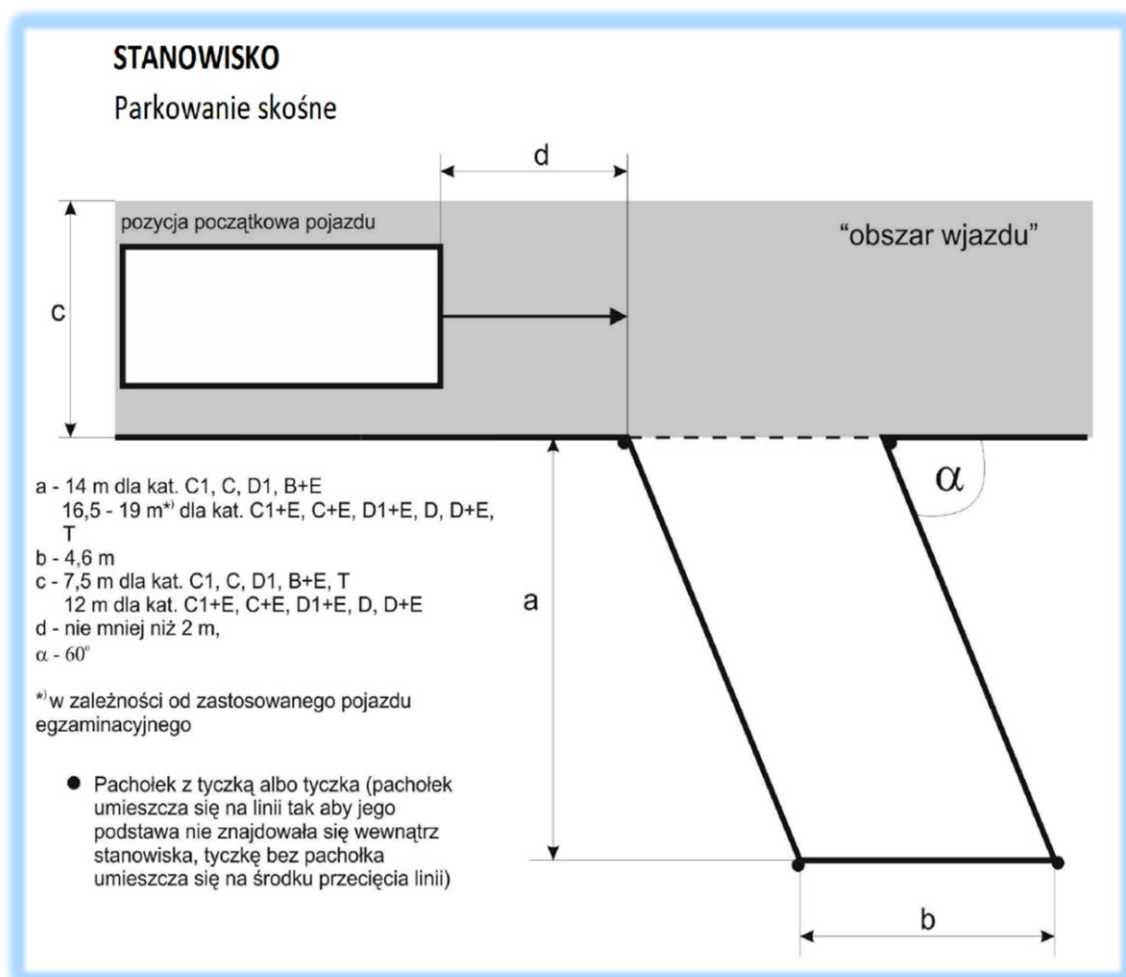 STANOWISKO
Parkowanie skośne
d
pozycja początkowa pojazdu
“obszar wjazdu”
c
α
a - 14 m dla kat. C1, C, D1, B+E
16,5 - 19 m*) dla kat. C1+E, C+E, D1+E, D, D+E,
T
b - 4,6 m
c - 7,5 m dla kat. C1, C, D1, B+E, T
12 m dla kat. C1+E, C+E, D1+E, D, D+E
d - nie mniej niż 2 m,
α - 60°
a
*) w zależności od zastosowanego pojazdu
egzaminacyjnego
● Pachołek z tyczką albo tyczka (pachołek
umieszcza się na linii tak aby jego
podstawa nie znajdowała się wewnątrz
stanowiska, tyczkę bez pachołka
umieszcza się na środku przecięcia linii)
b